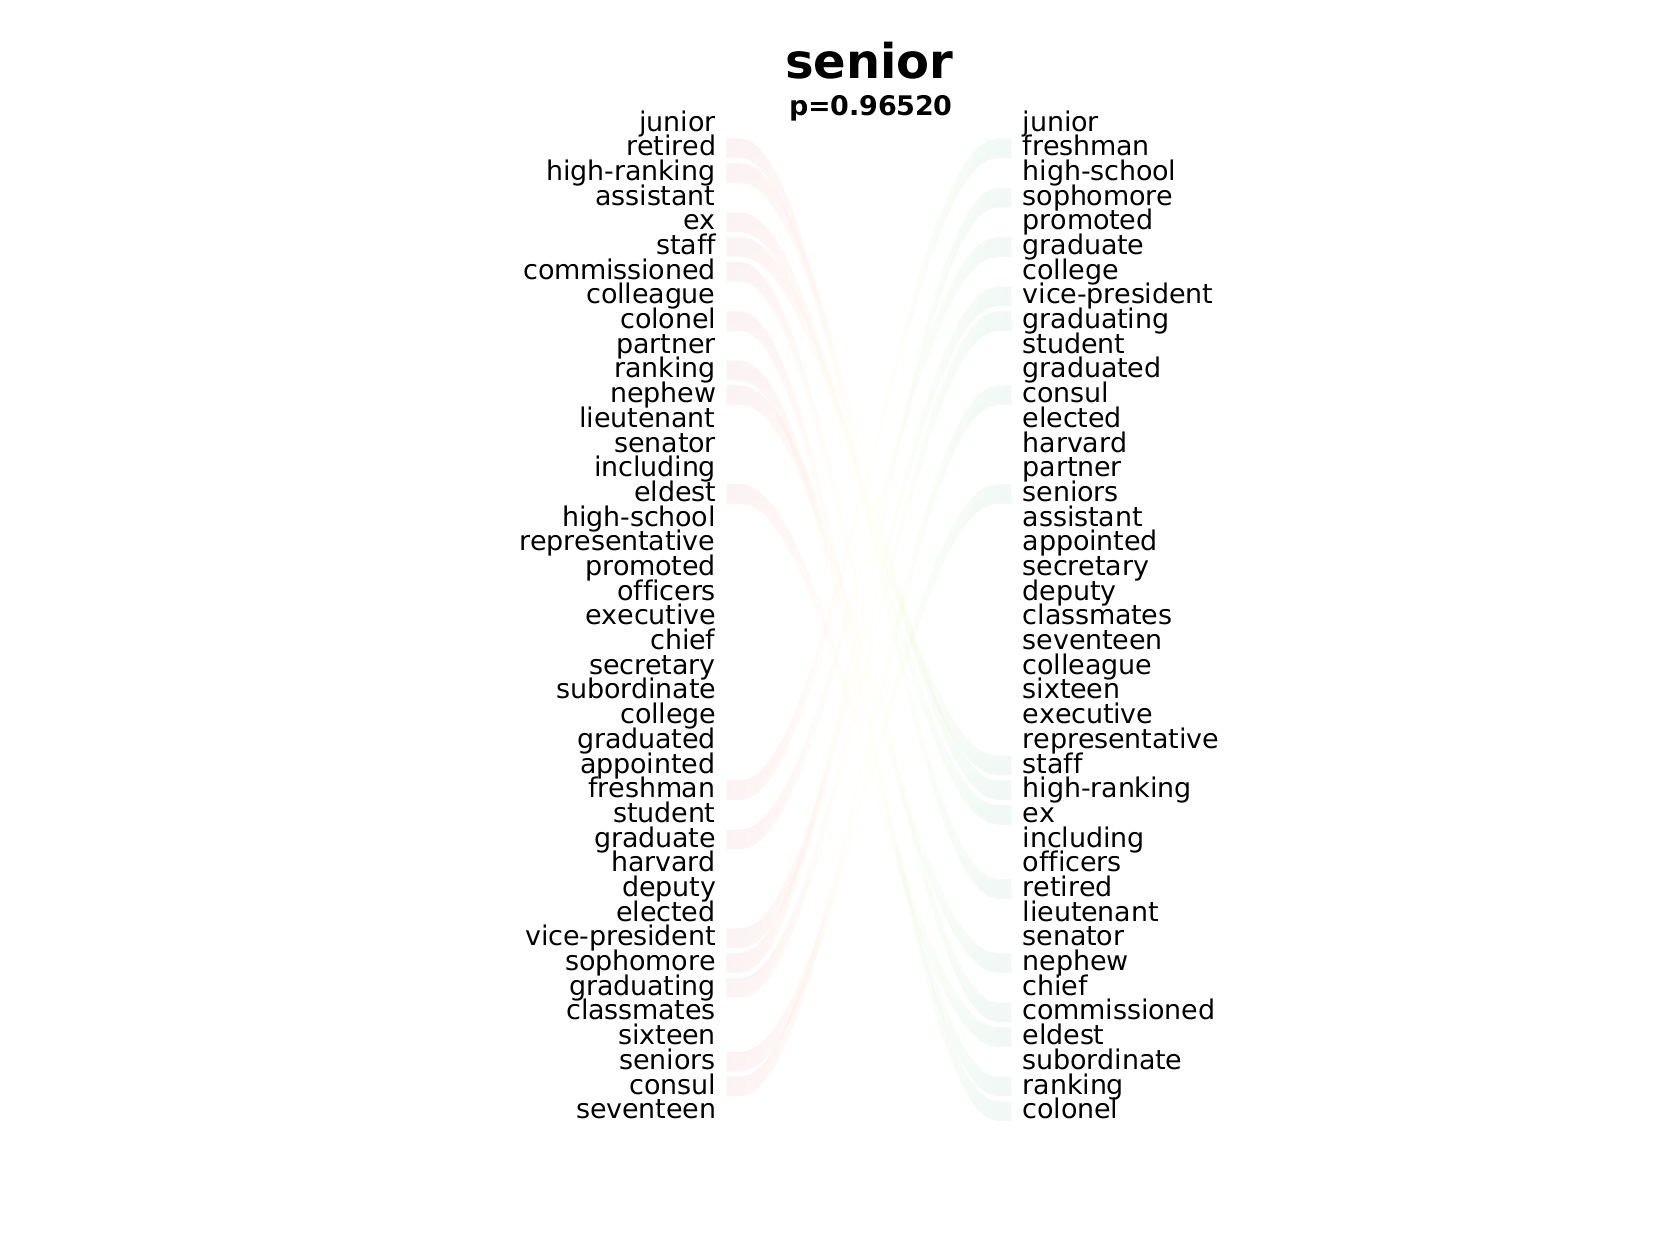 senior
p=0.96520
junior
retired
high-ranking
assistant
ex
staff
commissioned
colleague
colonel
partner
ranking
nephew
lieutenant
senator
including
eldest
high-school
representative
promoted
officers
executive
chief
secretary
subordinate
college
graduated
appointed
freshman
student
graduate
harvard
deputy
elected
vice-president
sophomore
graduating
classmates
sixteen
seniors
consul
seventeen
junior
freshman
high-school
sophomore
promoted
graduate
college
vice-president
graduating
student
graduated
consul
elected
harvard
partner
seniors
assistant
appointed
secretary
deputy
classmates
seventeen
colleague
sixteen
executive
representative
staff
high-ranking
ex
including
officers
retired
lieutenant
senator
nephew
chief
commissioned
eldest
subordinate
ranking
colonel